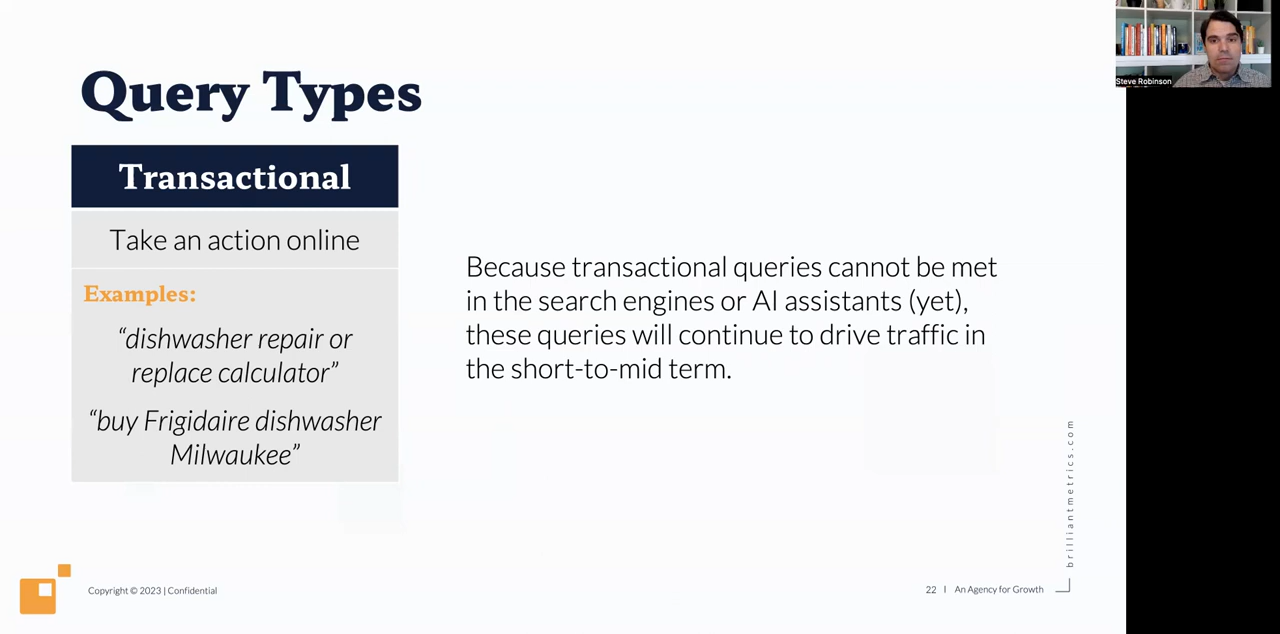 Query Types
Transactional
Take an action online
Examples:
“dishwasher repair or
replace calculator”
“buy Frigidaire dishwasher
Milwaukee”
Because transactional queries cannot be met
in the search engines or AI assistants (yet),
these queries will continue to drive traffic in
the short-to-mid term.
brilliantmetrics.com
Copyright © 2023 | Confidential
22 | An Agency for Growth
Steve Robinson